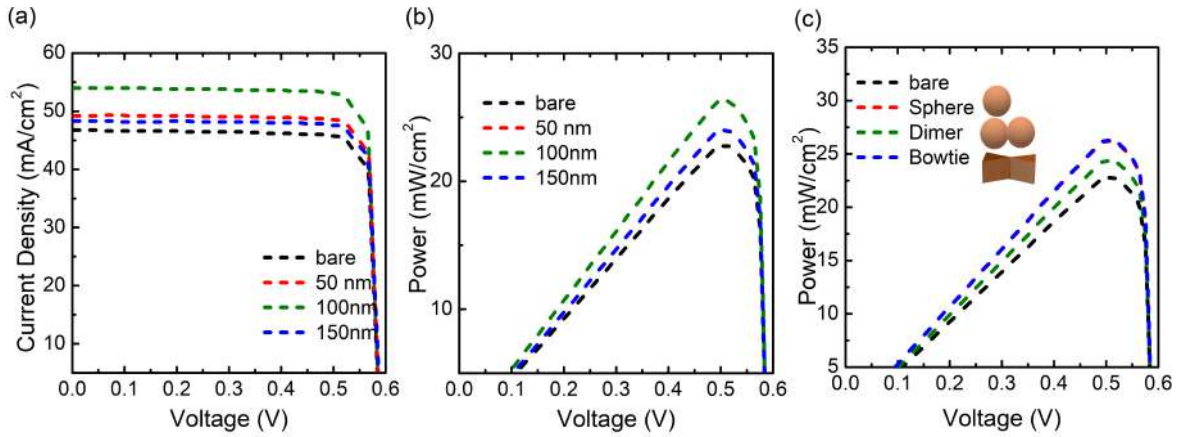 (a)
60
50
40
30
20
10
0.0 0.1 0.2 0.3 0.4 0.5 0.6
Current Density (mA/cm²)
Voltage (V)
bare
50 nm
100nm
150nm
(b)
30
20
10
0.0 0.1 0.2 0.3 0.4 0.5 0.6
Power (mW/cm²)
Voltage (V)
bare
50 nm
100nm
150nm
(c)
35
30
25
20
15
10
5
0.0 0.1 0.2 0.3 0.4 0.5 0.6
Power (mW/cm²)
Voltage (V)
bare
Sphere
Dimer
Bowtie